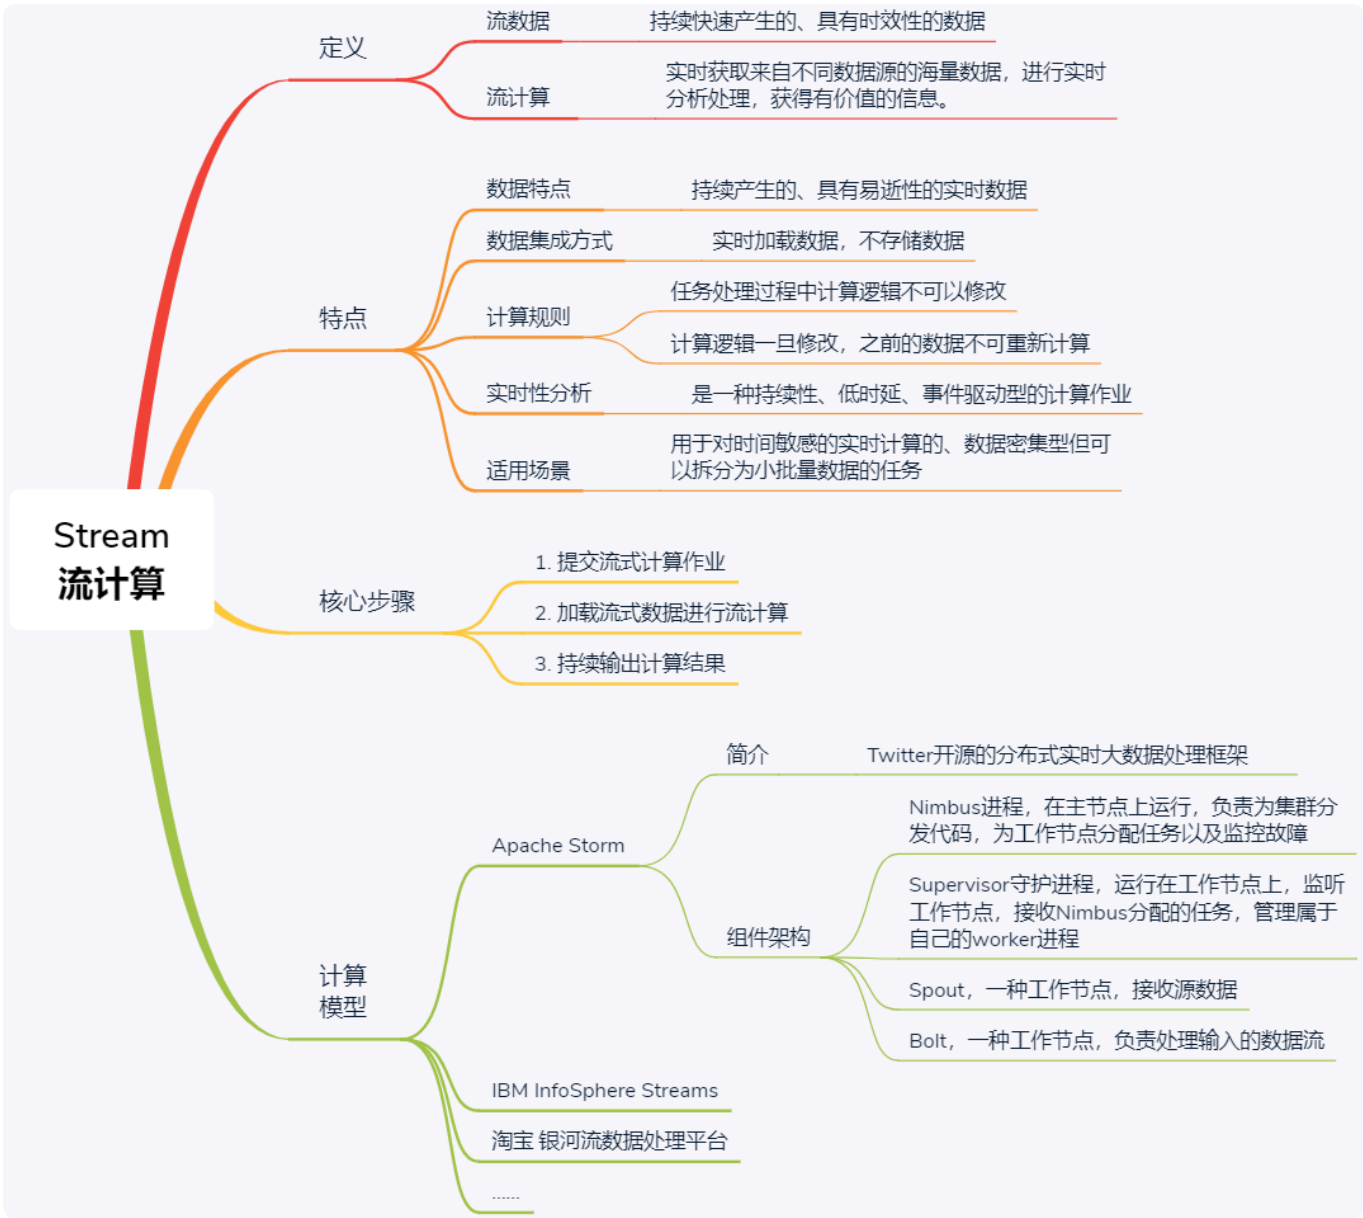 Stream
流计算
定义
流数据
持续快速产生的、具有时效性的数据
流计算
实时获取来自不同数据源的海量数据，进行实时
分析处理，获得有价值的信息。
特点
数据特点
持续产生的、具有易逝性的实时数据
数据集成方式
实时加载数据，不存储数据
计算规则
任务处理过程中计算逻辑不可以修改
计算逻辑一旦修改，之前的数据不可重新计算
实时性分析
是一种持续性、低时延、事件驱动型的计算作业
适用场景
用于对时间敏感的实时计算的、数据密集型但可
以拆分为小批量数据的任务
核心步骤
1. 提交流式计算作业
2. 加载流式数据进行流计算
3. 持续输出计算结果
计算
模型
Apache Storm
简介
Twitter开源的分布式实时大数据处理框架
组件架构
Nimbus进程，在主节点上运行，负责为集群分
发代码，为工作节点分配任务以及监控故障
Supervisor守护进程，运行在工作节点上，监听
工作节点，接收Nimbus分配的任务，管理属于
自己的worker进程
Spout，一种工作节点，接收源数据
Bolt，一种工作节点，负责处理输入的数据流
IBM InfoSphere Streams
淘宝 银河流数据处理平台
......